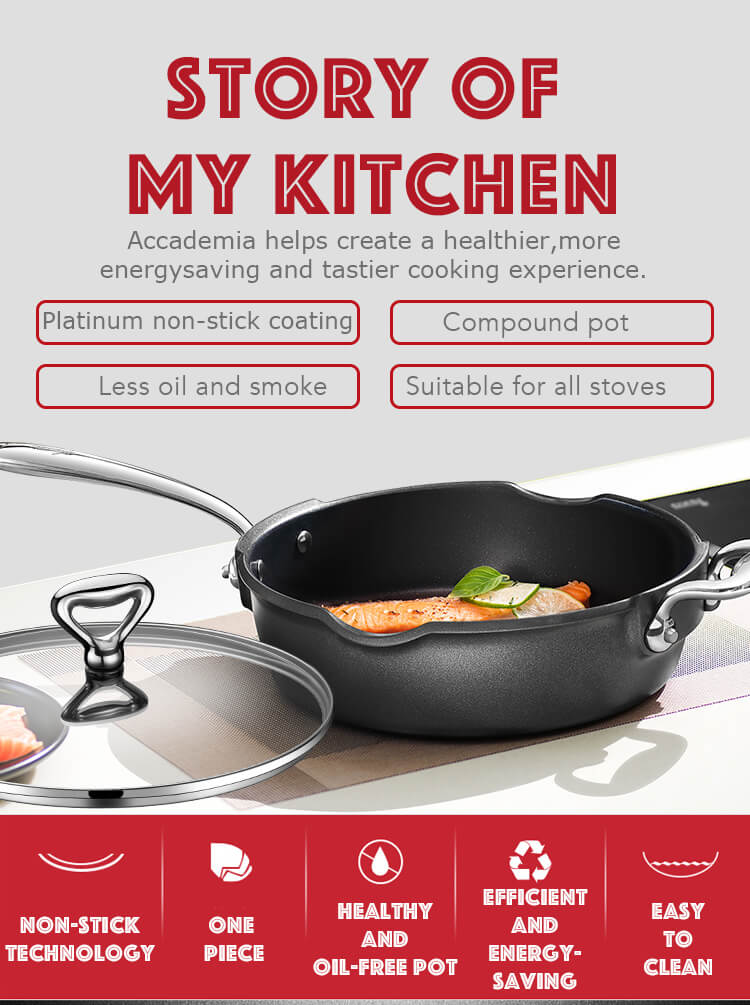 STORY OF
MY KITCHEN
Accademia helps create a healthier,more
energysaving and tastier cooking experience.
Platinum non-stick coating
Compound pot
Less oil and smoke
Suitable for all stoves
NON-STICK
TECHNOLOGY
ONE
PIECE
HEALTHY
AND
OIL-FREE POT
EFFICIENT
AND
ENERGY-
SAVING
EASY
TO
CLEAN